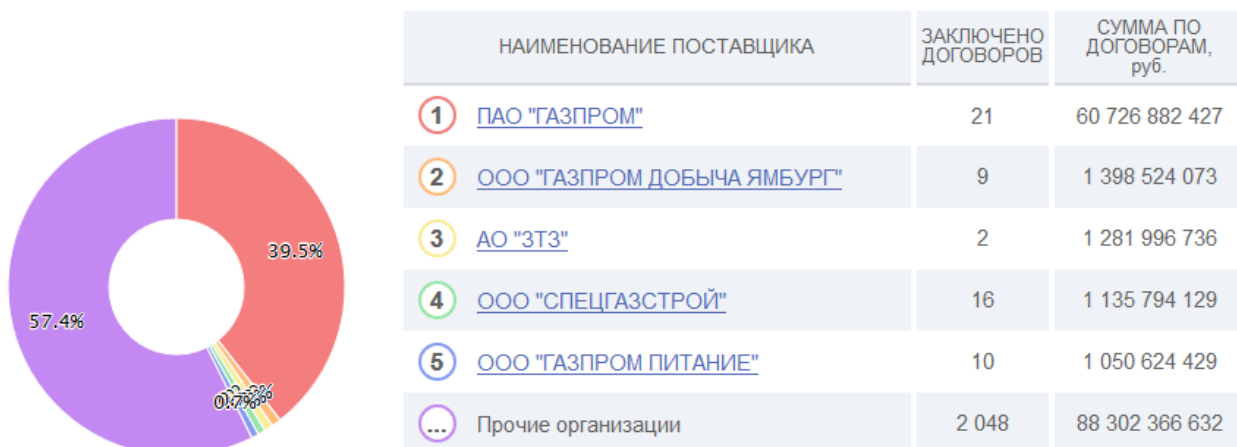 НАИМЕНОВАНИЕ ПОСТАВЩИКА
ЗАКЛЮЧЕНО
ДОГОВОРОВ
СУММА ПО
ДОГОВОРАМ,
руб.
1 ПАО "ГАЗПРОМ" 21 60 726 882 427
2 ООО "ГАЗПРОМ ДОБЫЧА ЯМБУРГ" 9 1 398 524 073
3 АО "ЗТЗ" 2 1 281 996 736
4 ООО "СПЕЦГАЗСТРОЙ" 16 1 135 794 129
5 ООО "ГАЗПРОМ ПИТАНИЕ" 10 1 050 624 429
... Прочие организации 2 048 88 302 366 632
39.5%
57.4%
0.7%